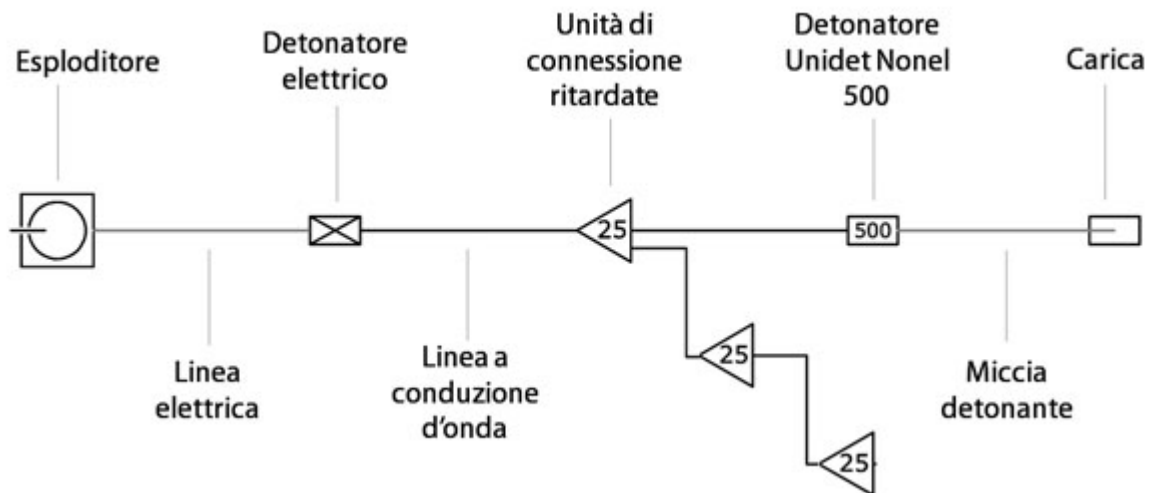 Esploditore
Detonatore
elettrico
Unità di
connessione
ritardate
Detonatore
Unidet Nonel
500
Carica
25
500
Linea
elettrica
Linea a
conduzione
d'onda
25
Miccia
detonante
25